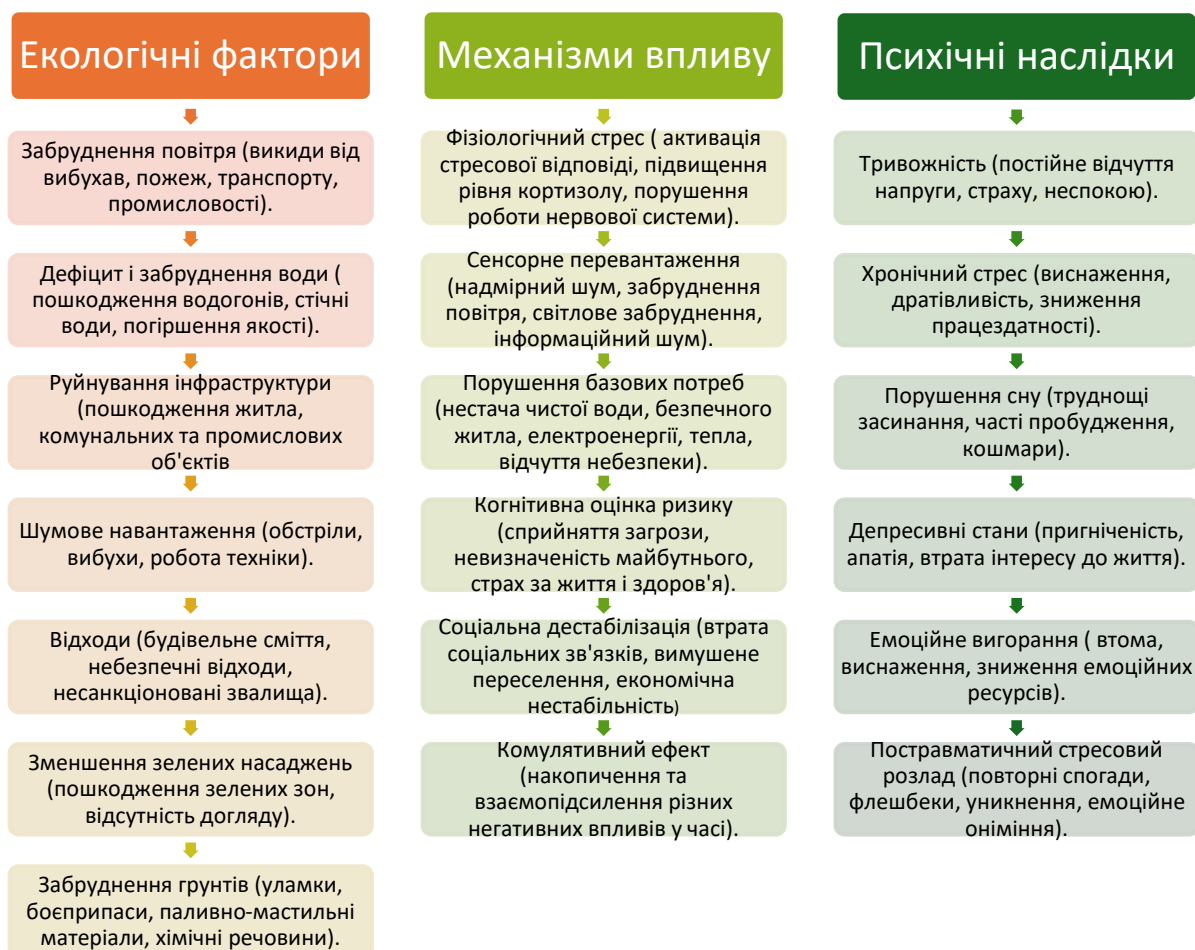 Екологічні фактори
Забруднення повітря (викиди від
вибухав, пожеж, транспорту,
промисловості).
Дефіцит і забруднення води (
пошкодження водогонів, стічні
води, погіршення якості).
Руйнування інфраструктури
(пошкодження житла,
комунальних та промислових
об'єктів
Шумове навантаження (обстріли,
вибухи, робота техніки).
Відходи (будівельне сміття,
небезпечні відходи,
несанкціоновані звалища).
Зменшення зелених насаджень
(пошкодження зелених зон,
відсутність догляду).
Забруднення грунтів (уламки,
боєприпаси, паливно-мастильні
матеріали, хімічні речовини).
Механізми впливу
Фізіологічний стрес ( активація
стресової відповіді, підвищення
рівня кортизолу, порушення
роботи нервової системи).
Сенсорне перевантаження
(надмірний шум, забруднення
повітря, світлове забруднення,
інформаційний шум).
Порушення базових потреб
(нестача чистої води, безпечного
житла, електроенергії, тепла,
відчуття небезпеки).
Когнітивна оцінка ризику
(сприйняття загрози,
невизначеність майбутнього,
страх за життя і здоров'я).
Соціальна дестабілізація (втрата
соціальних зв'язків, вимушене
переселення, економічна
нестабільність)
Комулятивний ефект
(накопичення та
взаємопідсилення різних
негативних впливів у часі).
Психічні наслідки
Тривожність (постійне відчуття
напруги, страху, неспокою).
Хронічний стрес (виснаження,
дратівливість, зниження
працездатності).
Порушення сну (труднощі
засинання, часті пробудження,
кошмари).
Депресивні стани (пригніченість,
апатія, втрата інтересу до життя).
Емоційне вигорання ( втома,
виснаження, зниження емоційних
ресурсів).
Постравматичний стресовий
розлад (повторні спогади,
флешбеки, уникнення, емоційне
оніміння).